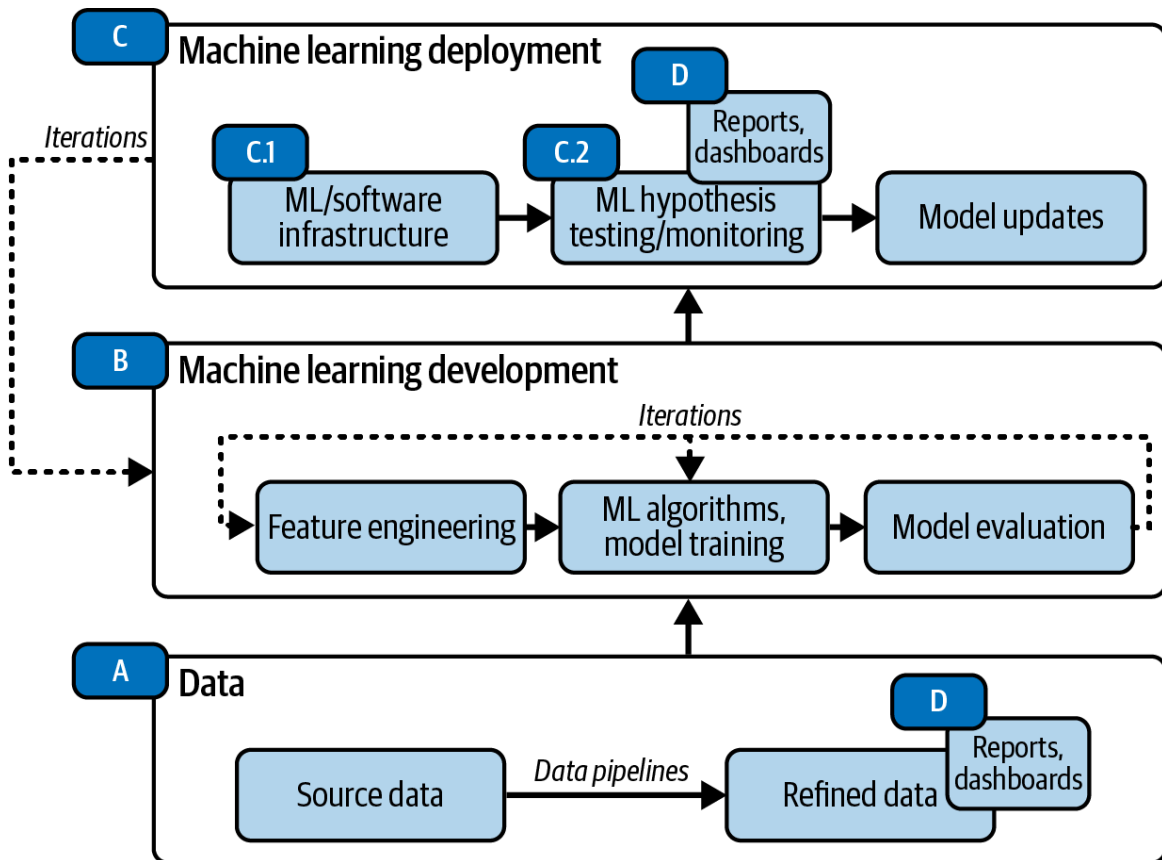 C
Machine learning deployment
Iterations
D
Reports,
dashboards
C.1
ML/software
infrastructure
C.2
ML hypothesis
testing/monitoring
Model updates
B
Machine learning development
Iterations
Feature engineering
ML algorithms,
model training
Model evaluation
A
Data
D
Reports,
dashboards
Source data
Data pipelines
Refined data